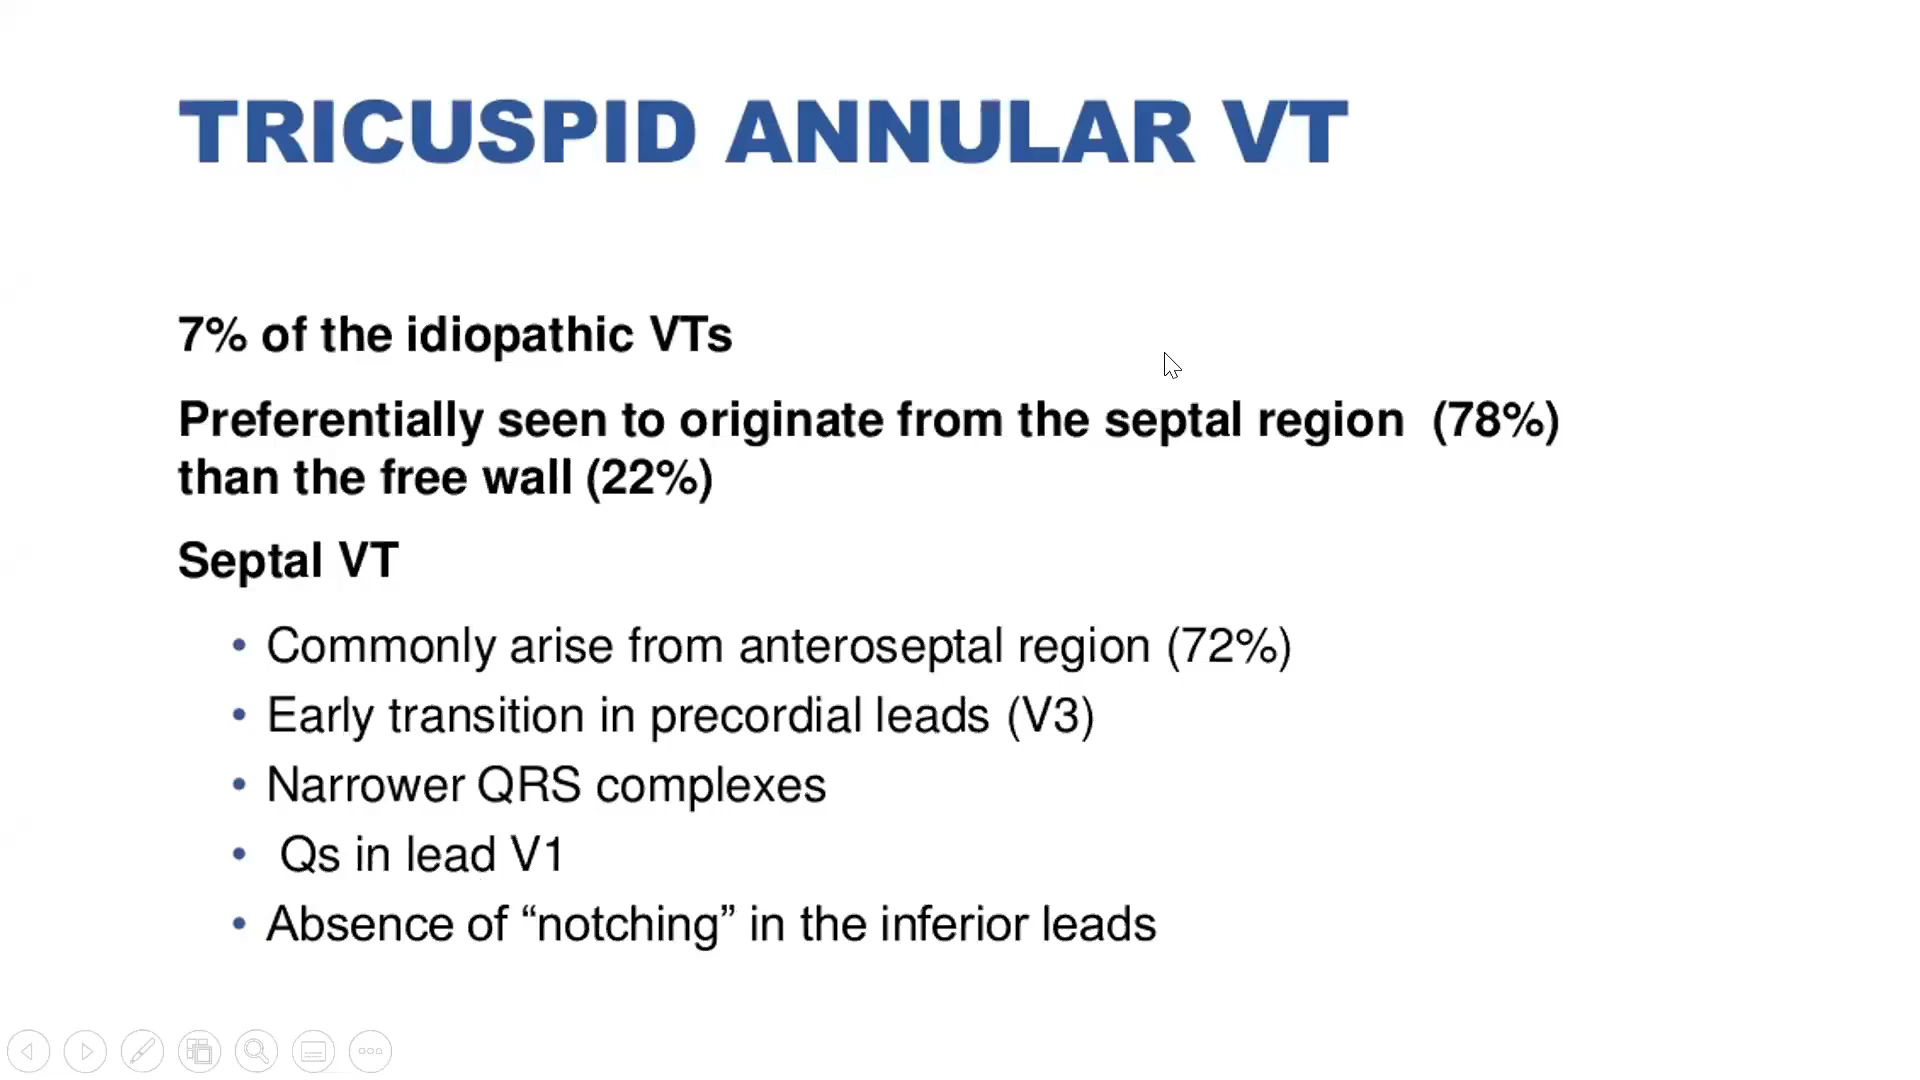 TRICUSPID ANNULAR VT
7% of the idiopathic VTs
Preferentially seen to originate from the septal region (78%)
than the free wall (22%)
Septal VT
• Commonly arise from anteroseptal region (72%)
• Early transition in precordial leads (V3)
• Narrower QRS complexes
• Qs in lead V1
• Absence of “notching” in the inferior leads